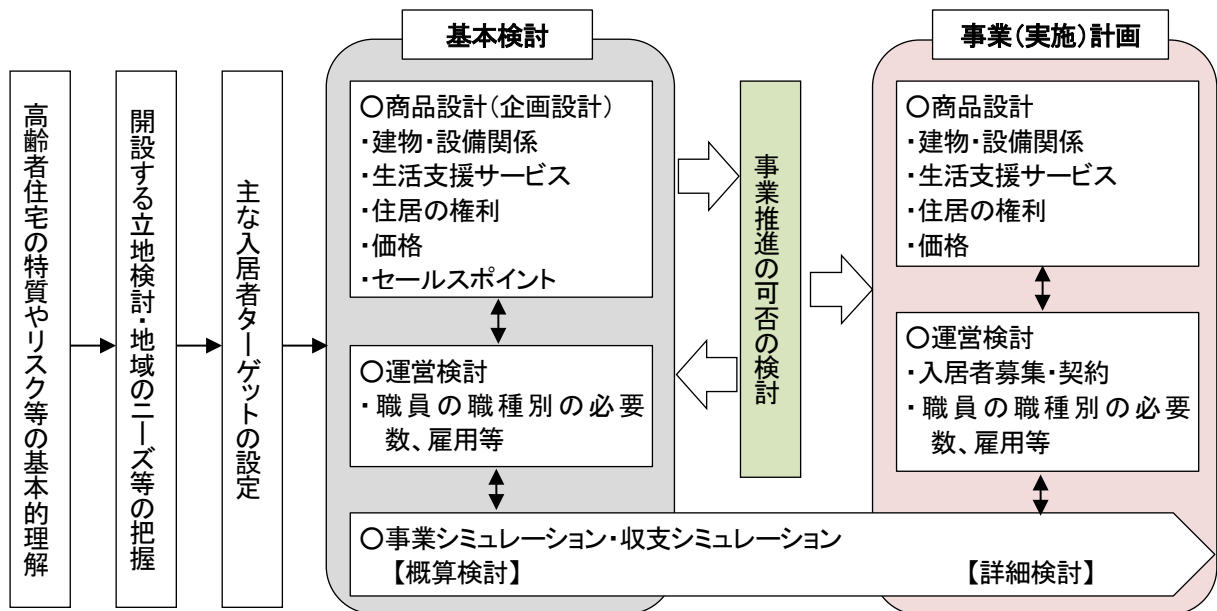 高齢者住宅の特質やリスク等の基本的理解
開設する立地検討・地域のニーズ等の把握
主な入居者ターゲットの設定
基本検討
〇商品設計(企画設計)
・建物・設備関係
・生活支援サービス
・住居の権利
・価格
・セールスポイント
〇運営検討
・職員の職種別の必要
数、雇用等
事業推進の可否の検討
事業(実施)計画
〇商品設計
・建物・設備関係
・生活支援サービス
・住居の権利
・価格
〇運営検討
・入居者募集・契約
・職員の職種別の必要
数、雇用等
〇事業シミュレーション・収支シミュレーション
【概算検討】 【詳細検討】